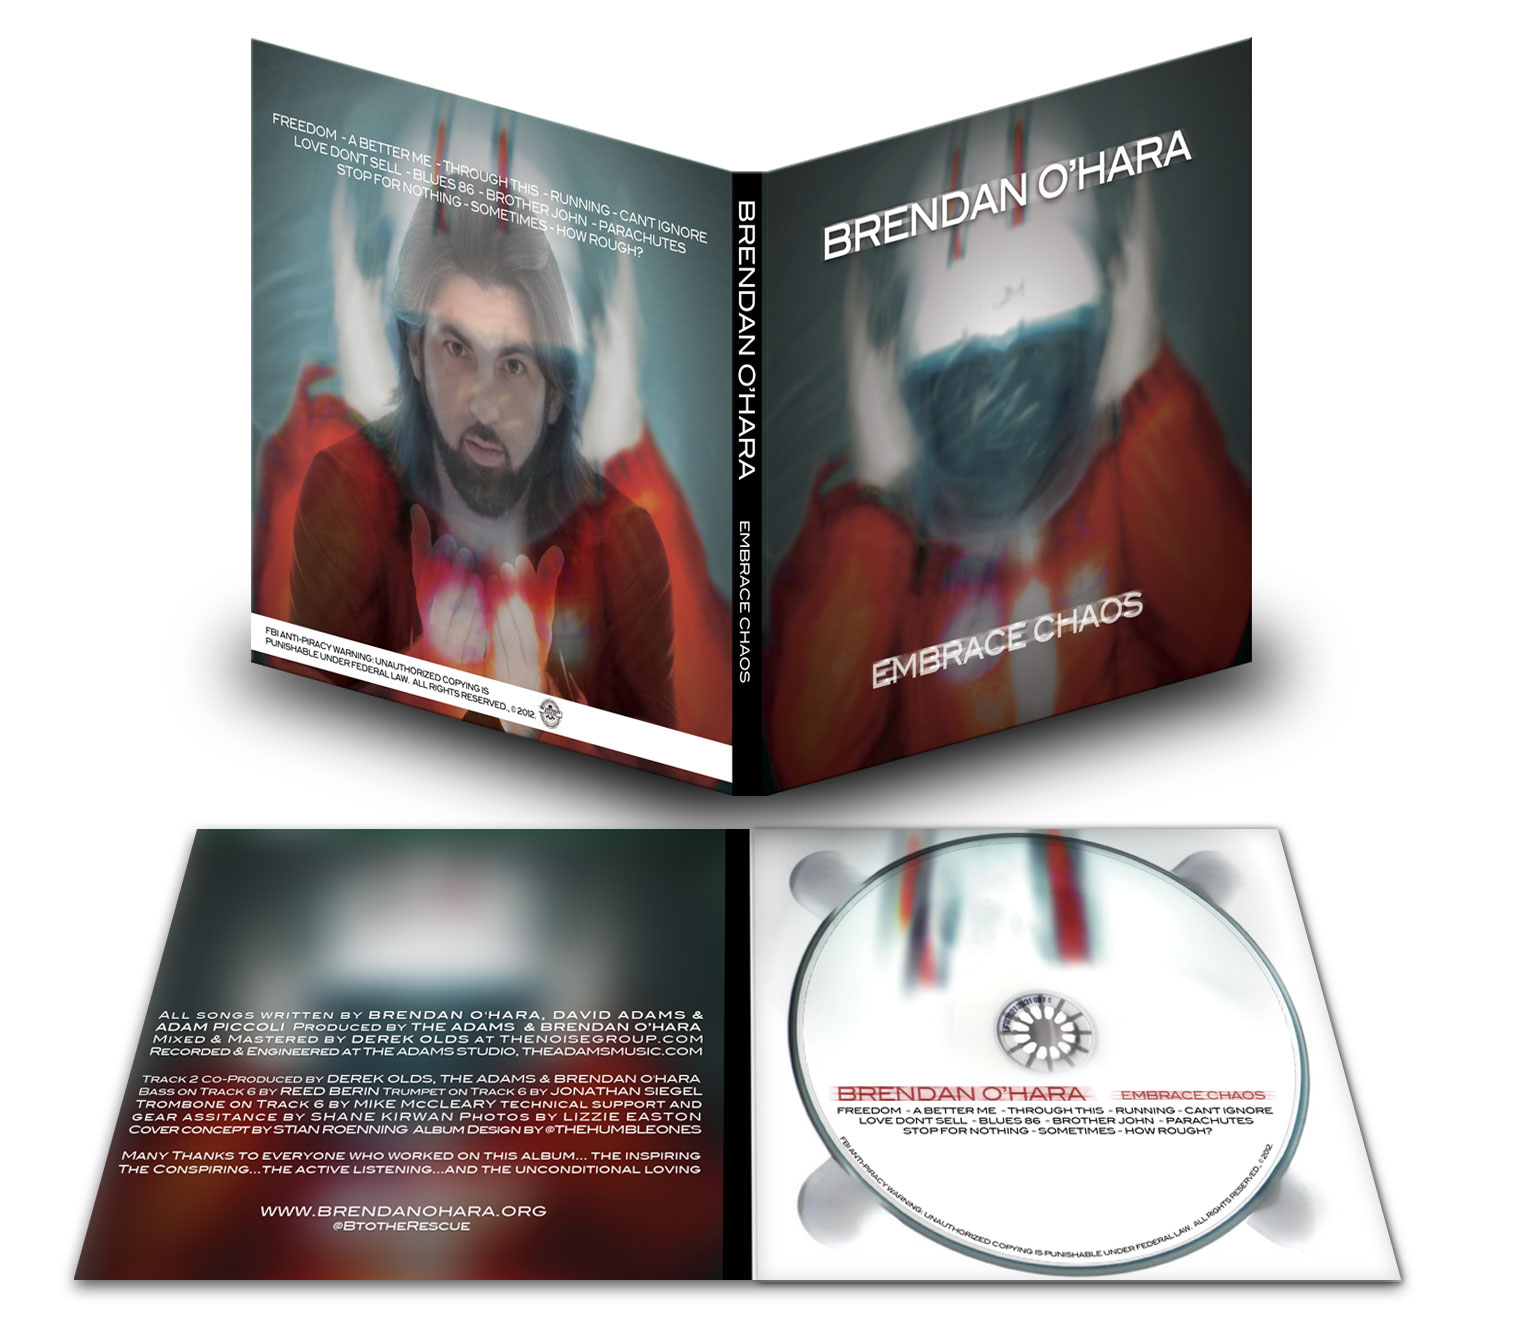 FREEDOM - A BETTER ME - THROUGH THIS - RUNNING - CANT IGNORE
LOVE DONT SELL - BLUES 86 - BROTHER JOHN - PARACHUTES
STOP FOR NOTHING - SOMETIMES - HOW ROUGH?
FBI ANTI-PIRACY WARNING: UNAUTHORIZED COPYING IS
PUNISHABLE UNDER FEDERAL LAW. ALL RIGHTS RESERVED., © 2012.
BRENDAN O'HARA
EMBRACE CHAOS
BRENDAN O'HARA
EMBRACE CHAOS
ALL SONGS WRITTEN BY BRENDAN O'HARA, DAVID ADAMS &
ADAM PICCOLI PRODUCED BY THE ADAMS & BRENDAN O'HARA
MIXED & MASTERED BY DEREK OLDS AT THENOISEGROUP.COM
RECORDED & ENGINEERED AT THE ADAMS STUDIO, THEADAMSMUSIC.COM
TRACK 2 CO-PRODUCED BY DEREK OLDS, THE ADAMS & BRENDAN O'HARA
BASS ON TRACK 6 BY REED BERIN TRUMPET ON TRACK 6 BY JONATHAN SIEGEL
TROMBONE ON TRACK 6 BY MIKE MCCLEARY TECHNICAL SUPPORT AND
GEAR ASSITANCE BY SHANE KIRWAN PHOTOS BY LIZZIE EASTON
COVER CONCEPT BY STIAN ROENNING ALBUM DESIGN BY @THEHUMBLEONES
MANY THANKS TO EVERYONE WHO WORKED ON THIS ALBUM... THE INSPIRING
THE CONSPIRING...THE ACTIVE LISTENING...AND THE UNCONDITIONAL LOVING
WWW.BRENDANOHARA.ORG
@BTOTHERESCUE
BRENDAN O'HARA EMBRACE CHAOS
FREEDOM - A BETTER ME - THROUGH THIS - RUNNING - CANT IGNORE
LOVE DONT SELL - BLUES 86 - BROTHER JOHN - PARACHUTES
STOP FOR NOTHING - SOMETIMES - HOW ROUGH?
FBI ANTI-PIRACY WARNING: UNAUTHORIZED COPYING IS PUNISHABLE UNDER FEDERAL LAW. ALL RIGHTS RESERVED., © 2012.